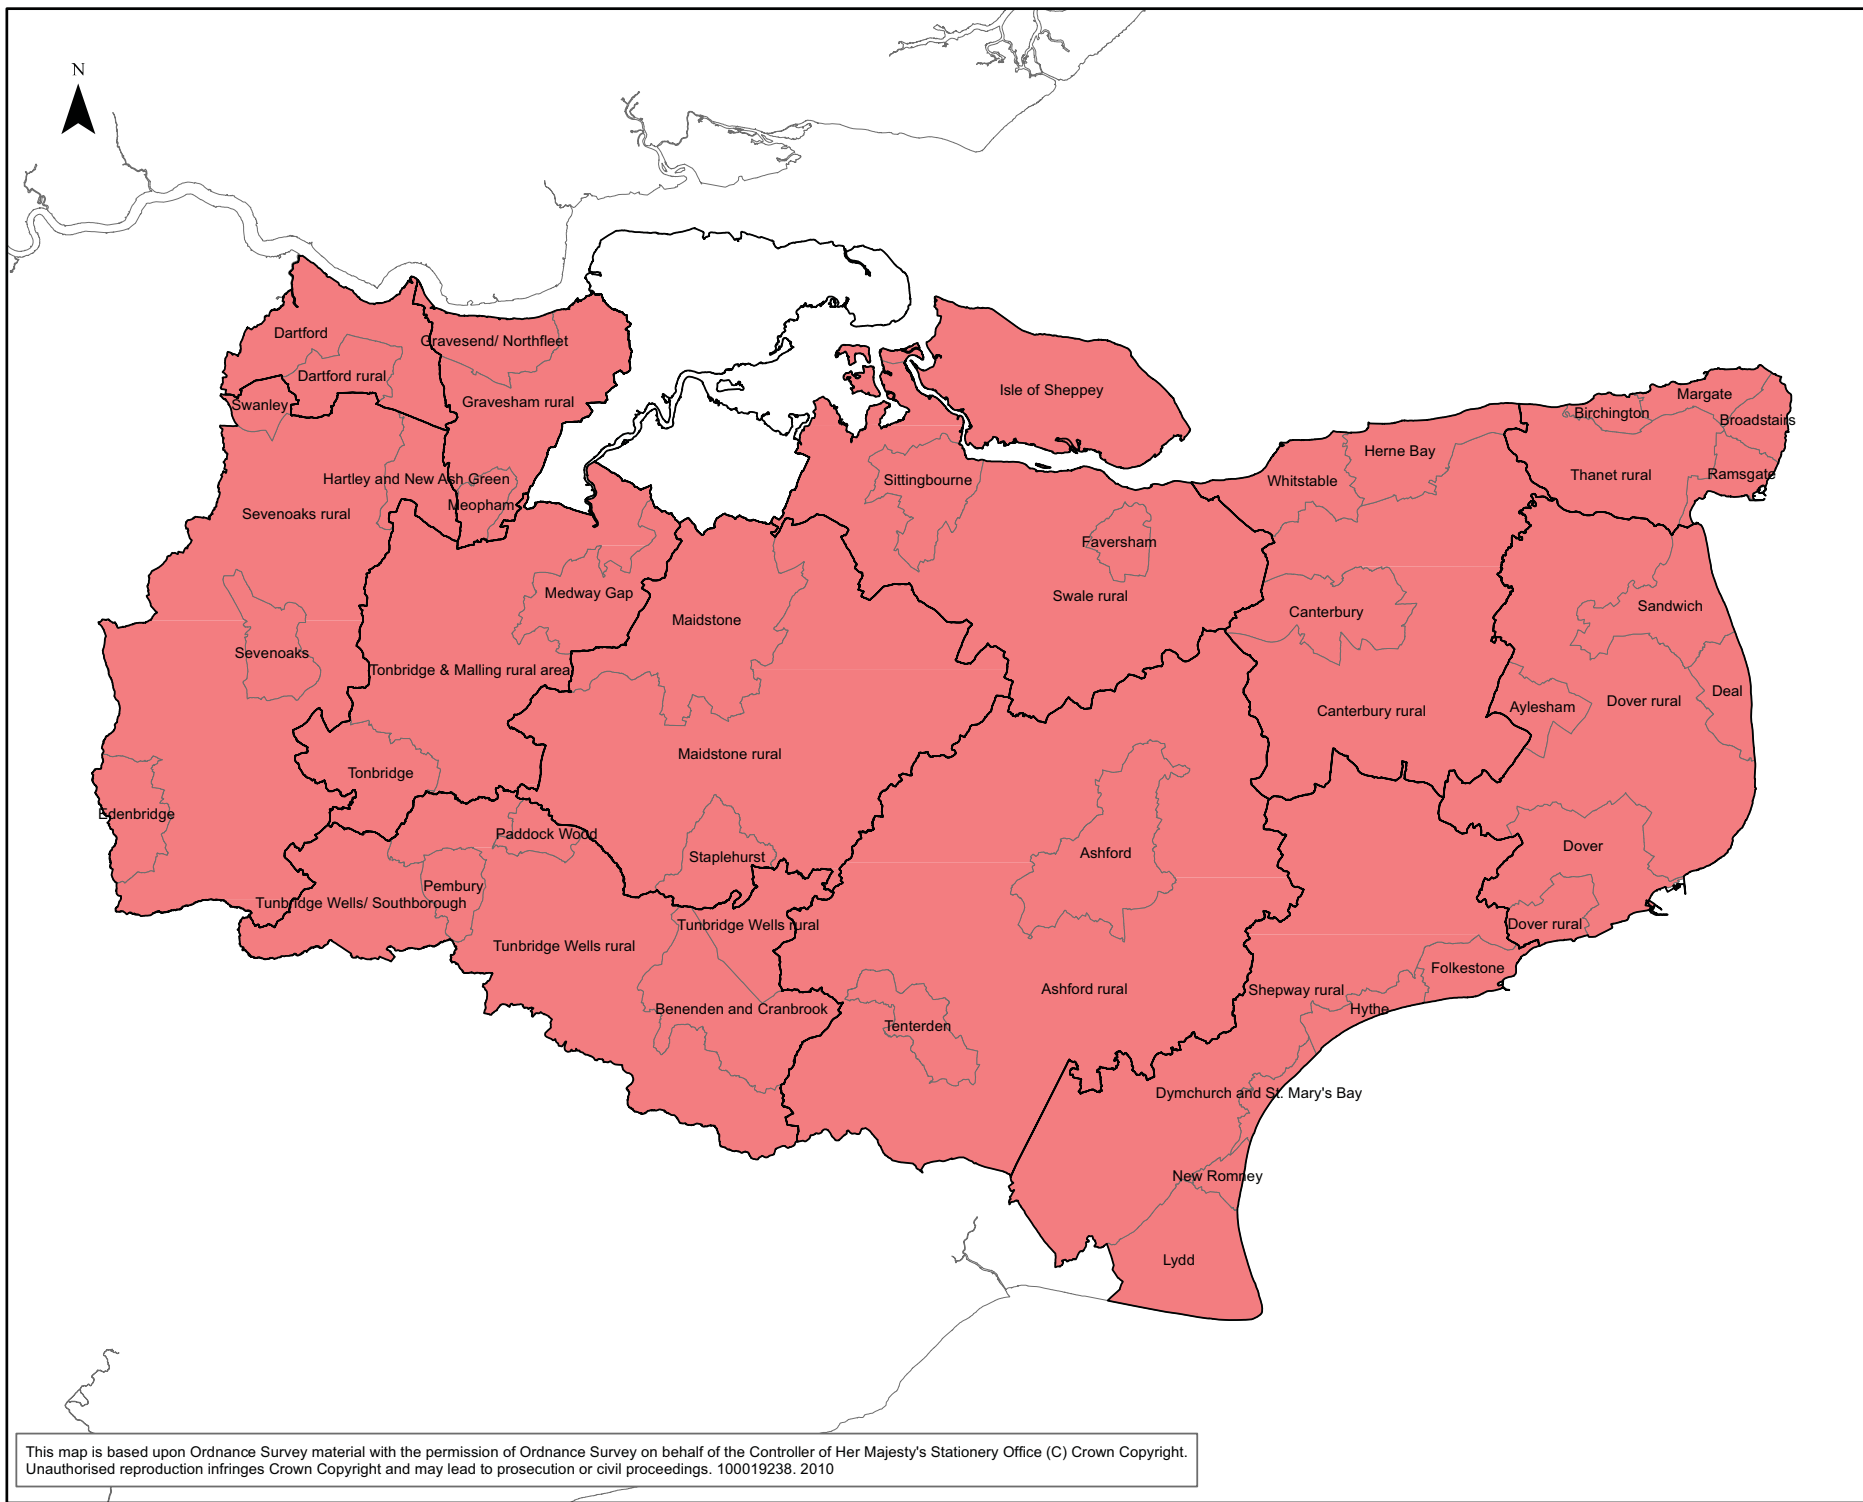 N
Dartford
Gravesend/ Northfleet
Dartford rural
Swanley
Gravesham rural
Isle of Sheppey
Margate
Birchington
Broadstairs
Herne Bay
Thanet rural
Ramsgate
Whitstable
Sittingbourne
Hartley and New Ash Green
Meopham
Sevenoaks rural
Faversham
Medway Gap
Swale rural
Maidstone
Canterbury
Sandwich
Sevenoaks
Tonbridge & Malling rural area
Deal
Dover rural
Aylesham
Canterbury rural
Maidstone rural
Tonbridge
Edenbridge
Paddock Wood
Staplehurst
Ashford
Dover
Pembury
Tunbridge Wells/ Southborough
Tunbridge Wells rural
Dover rural
Tunbridge Wells rural
Folkestone
Ashford rural
Shepway rural
Hythe
Benenden and Cranbrook
Tenterden
Dymchurch and St. Mary's Bay
New Romney
Lydd
This map is based upon Ordnance Survey material with the permission of Ordnance Survey on behalf of the Controller of Her Majesty's Stationery Office (C) Crown Copyright.
Unauthorised reproduction infringes Crown Copyright and may lead to prosecution or civil proceedings. 100019238. 2010